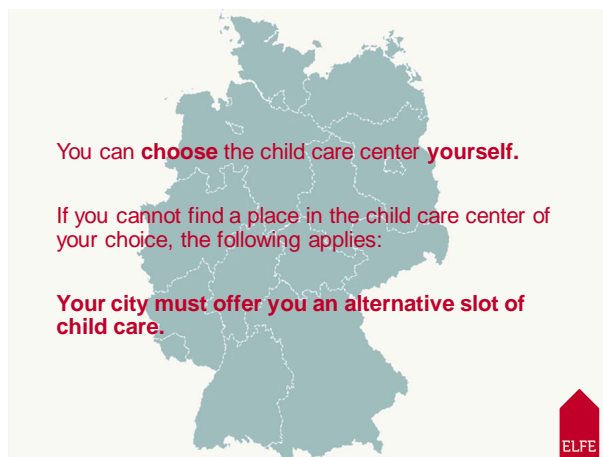 You can choose the child care center yourself.
If you cannot find a place in the child care center of
your choice, the following applies:
Your city must offer you an alternative slot of
child care.
ELFE